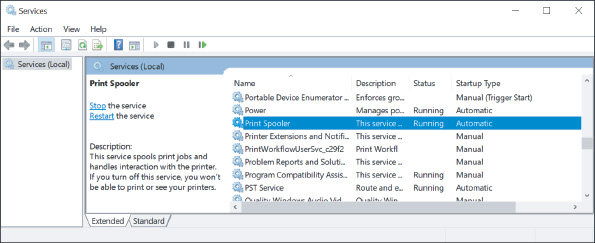 Services
File Action View Help
Services (Local)
Services (Local)
Print Spooler
Stop the service
Restart the service
Description:
This service spools print jobs and
handles interaction with the printer.
If you turn off this service, you won't
be able to print or see your printers.
Name Description Status Startup Type
Portable Device Enumerator ... Enforces gro... Manual (Trigger Start)
Power Manages po... Running Automatic
Print Spooler This service ... Running Automatic
Printer Extensions and Notifi... This service ... Manual
PrintWorkflowUserSvc_c29f2 Print Workfl Manual
Problem Reports and Soluti... This service ... Manual
Program Compatibility Assis... This service ... Running Manual
PST Service Route and e... Running Automatic
Quality Windows Audio Vid Quality Win Manual
Extended Standard